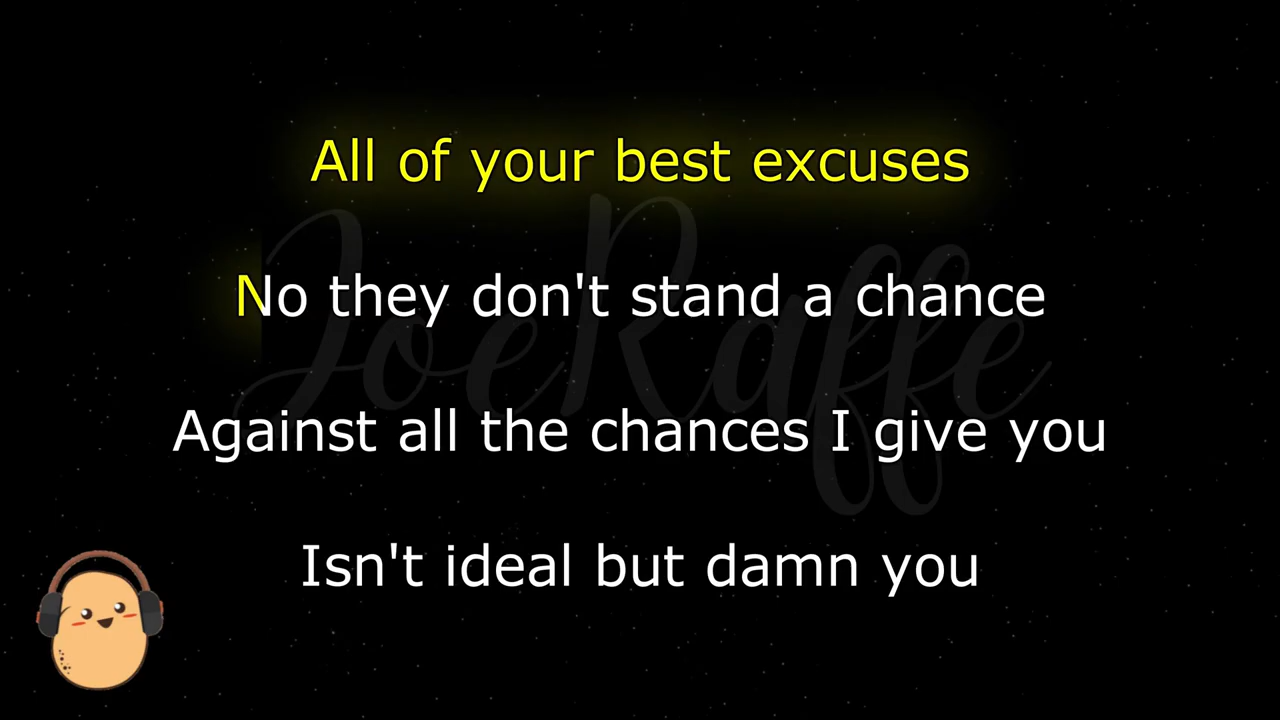 All of your best excuses
No they don't stand a chance
Against all the chances I give you
Isn't ideal but damn you
JoeRaffe